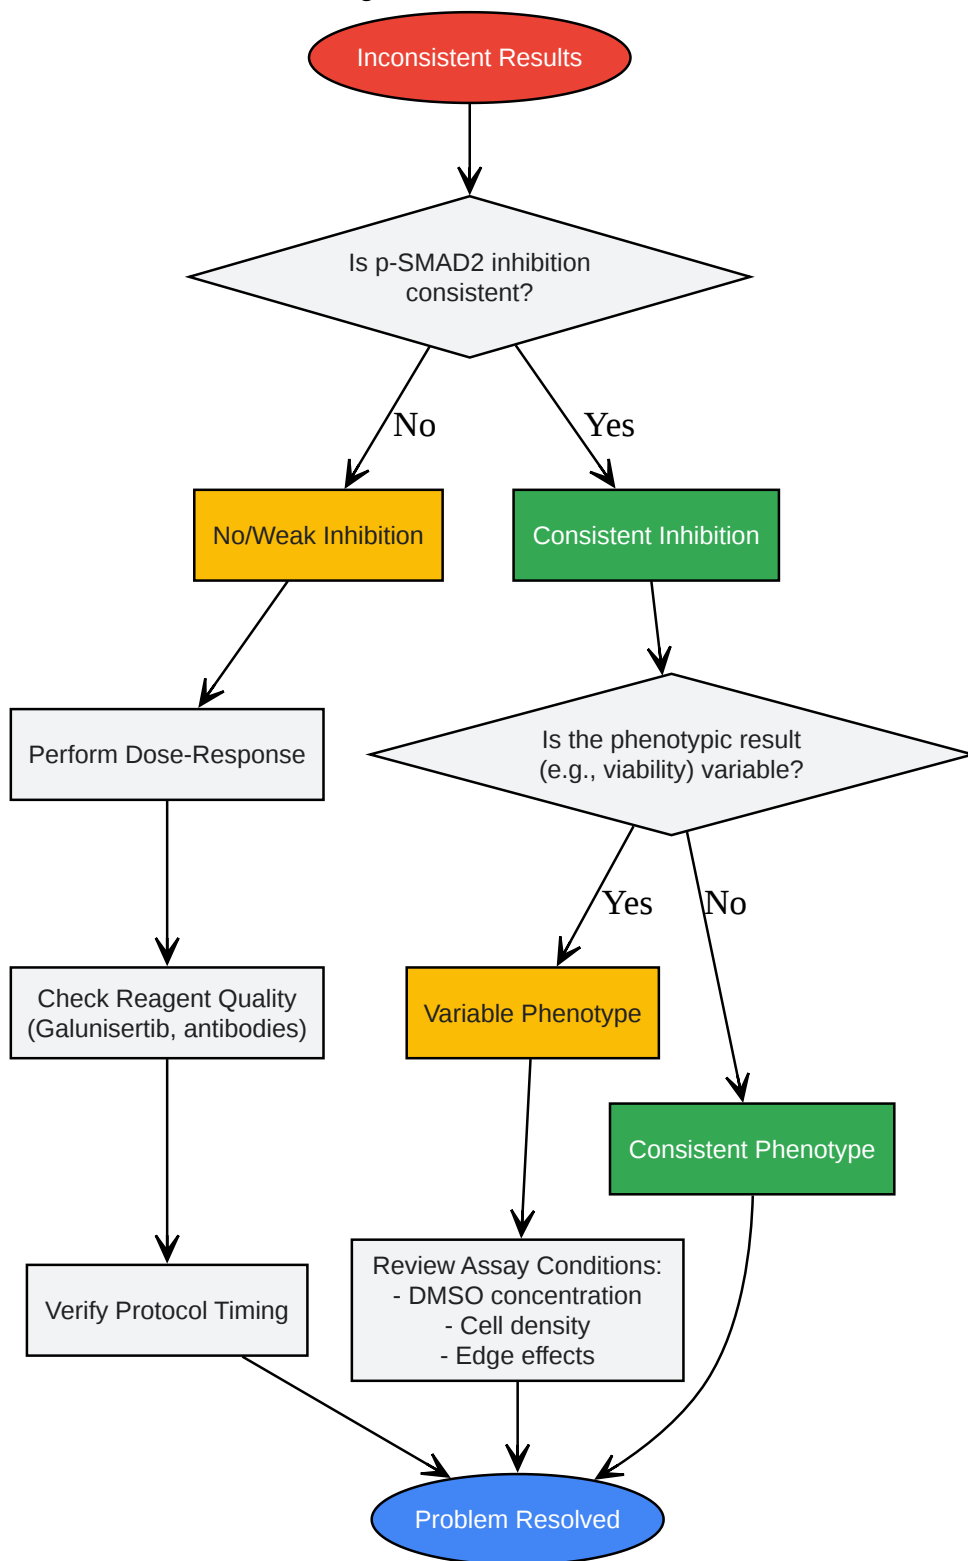 Inconsistent Results
Is p-SMAD2 inhibition
consistent?
No
Yes
No/Weak Inhibition
Consistent Inhibition
Perform Dose-Response
Is the phenotypic result
(e.g., viability) variable?
Yes
No
Check Reagent Quality
(Galunisertib, antibodies)
Variable Phenotype
Consistent Phenotype
Verify Protocol Timing
Review Assay Conditions:
- DMSO concentration
- Cell density
- Edge effects
Problem Resolved